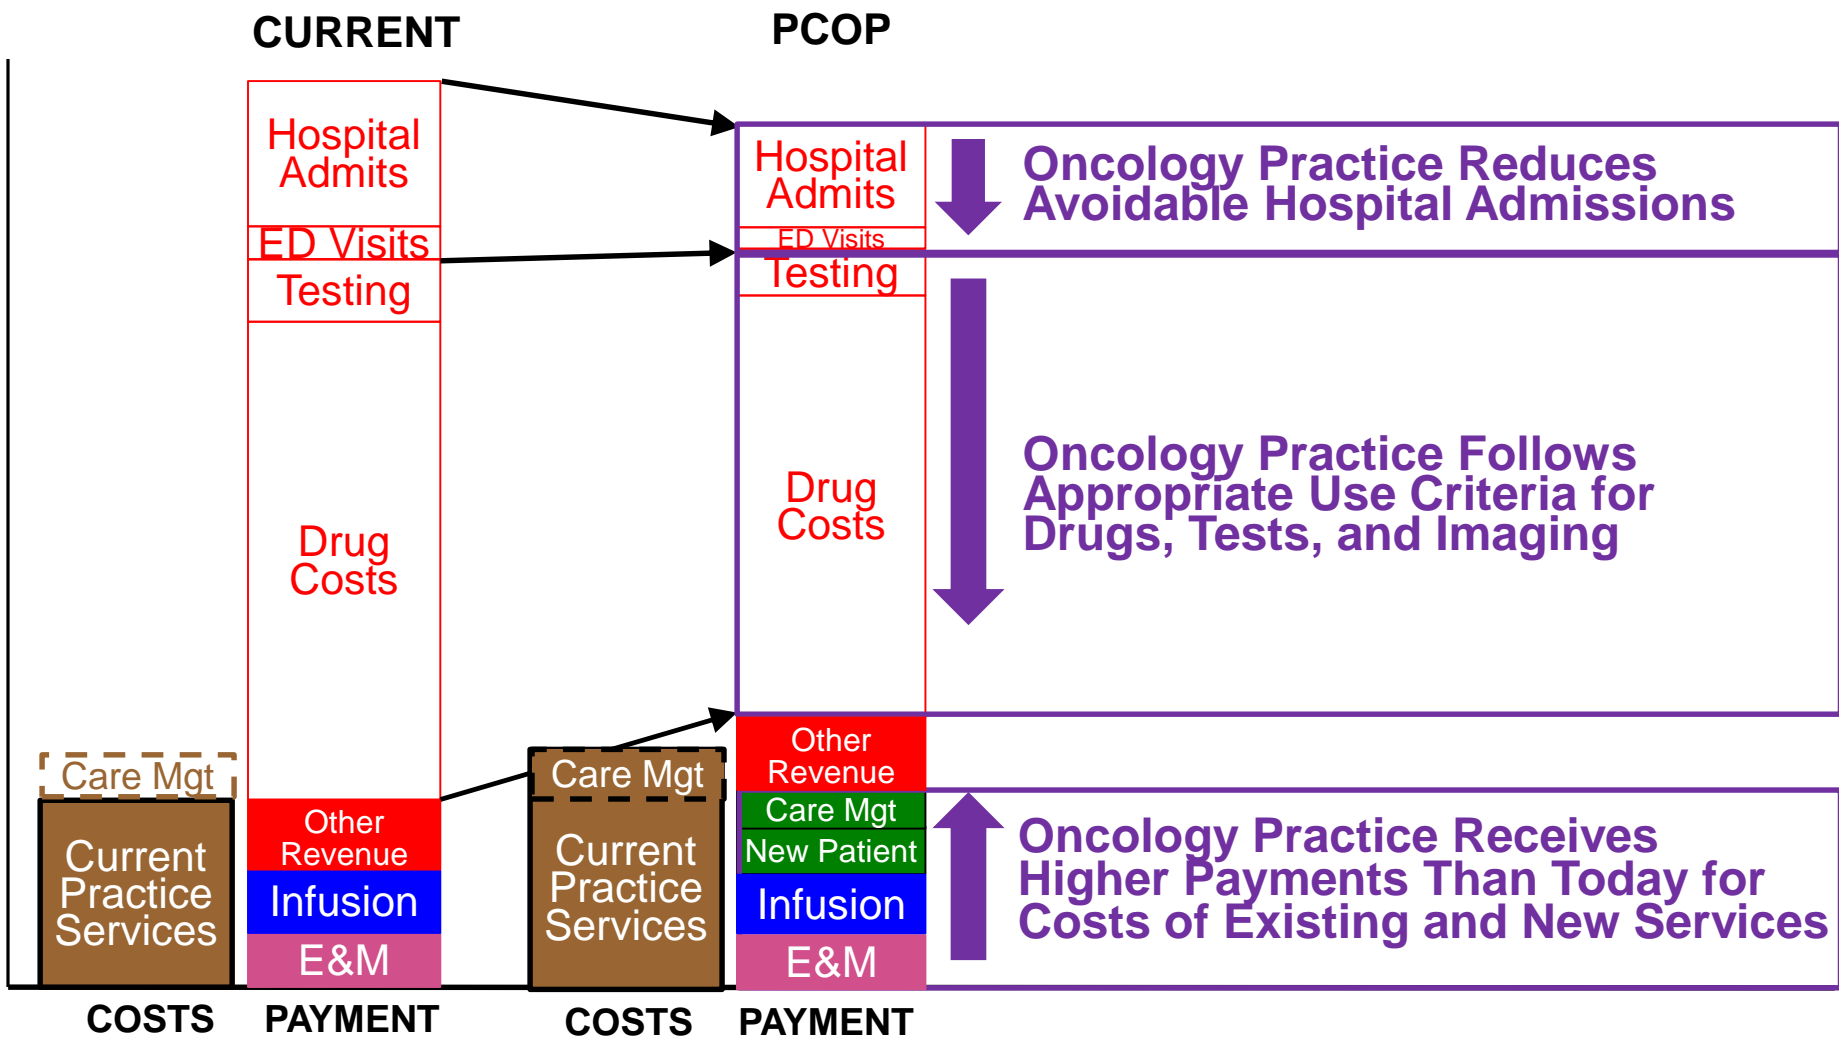 CURRENT
PCOP
Hospital
Admits
ED Visits
Testing
Drug
Costs
Other
Revenue
Infusion
E&M
Care Mgt
Current
Practice
Services
Hospital
Admits
ED Visits
Testing
Drug
Costs
Other
Revenue
Care Mgt
New Patient
Infusion
E&M
Care Mgt
Current
Practice
Services
Oncology Practice Reduces
Avoidable Hospital Admissions
Oncology Practice Follows
Appropriate Use Criteria for
Drugs, Tests, and Imaging
Oncology Practice Receives
Higher Payments Than Today for
Costs of Existing and New Services
COSTS
PAYMENT
COSTS
PAYMENT